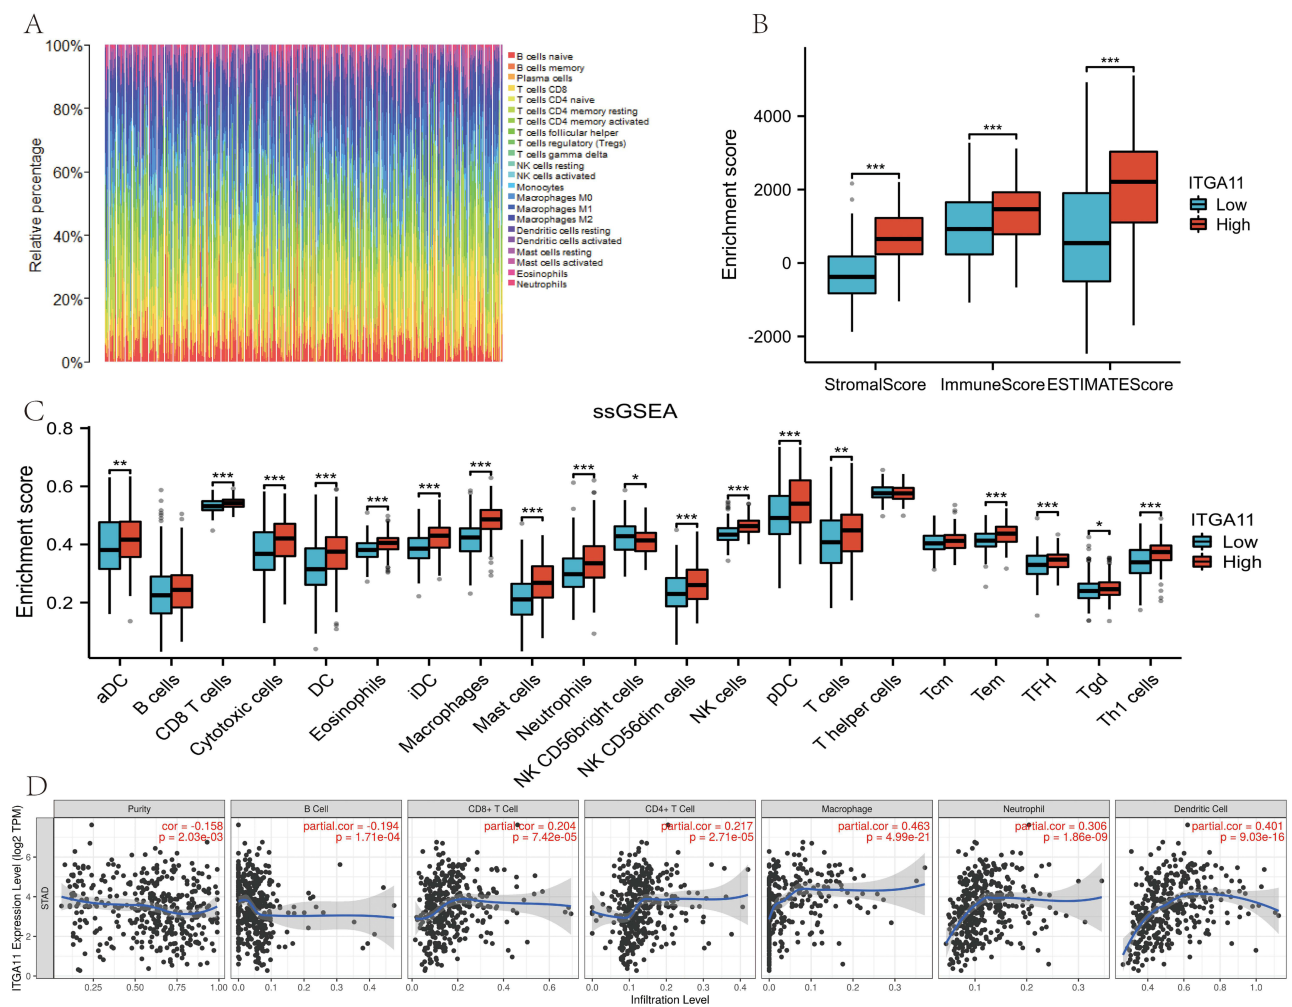 A
100%
80%
60%
40%
20%
0%
Relative percentage
B cells naive
B cells memory
Plasma cells
T cells CD8
T cells CD4 naive
T cells CD4 memory resting
T cells CD4 memory activated
T cells follicular helper
T cells regulatory (Tregs)
T cells gamma delta
NK cells resting
NK cells activated
Monocytes
Macrophages M0
Macrophages M1
Macrophages M2
Dendritic cells resting
Dendritic cells activated
Mast cells resting
Mast cells activated
Eosinophils
Neutrophils
B
Enrichment score
4000
2000
0
-2000
***
***
***
StromalScore
ImmuneScore
ESTIMATEScore
ITGA11
Low
High
C
ssGSEA
Enrichment score
0.8
0.6
0.4
0.2
**
***
***
***
***
***
***
***
***
*
***
***
***
**
***
***
*
***
aDC
B cells
CD8 T cells
Cytotoxic cells
DC
Eosinophils
iDC
Macrophages
Mast cells
Neutrophils
NK CD56bright cells
NK CD56dim cells
NK cells
pDC
T cells
T helper cells
Tcm
Tem
TFH
Tgd
Th1 cells
ITGA11
Low
High
D
ITGA11 Expression Level (log2 TPM)
STAD
6
4
2
0
Purity
cor = -0.158
p = 2.03e-03
0.25 0.50 0.75 1.00
B Cell
partial.cor = -0.194
p = 1.71e-04
0.0 0.1 0.2 0.3 0.4
CD8+ T Cell
partial.cor = 0.204
p = 7.42e-05
0.0 0.2 0.4 0.6
CD4+ T Cell
partial.cor = 0.217
p = 2.71e-05
0.0 0.1 0.2 0.3 0.4
Macrophage
partial.cor = 0.463
p = 4.99e-21
0.0 0.1 0.2 0.3
Neutrophil
partial.cor = 0.306
p = 1.86e-09
0.1 0.2 0.3
Dendritic Cell
partial.cor = 0.401
p = 9.03e-16
0.4 0.6 0.8 1.0
Infiltration Level